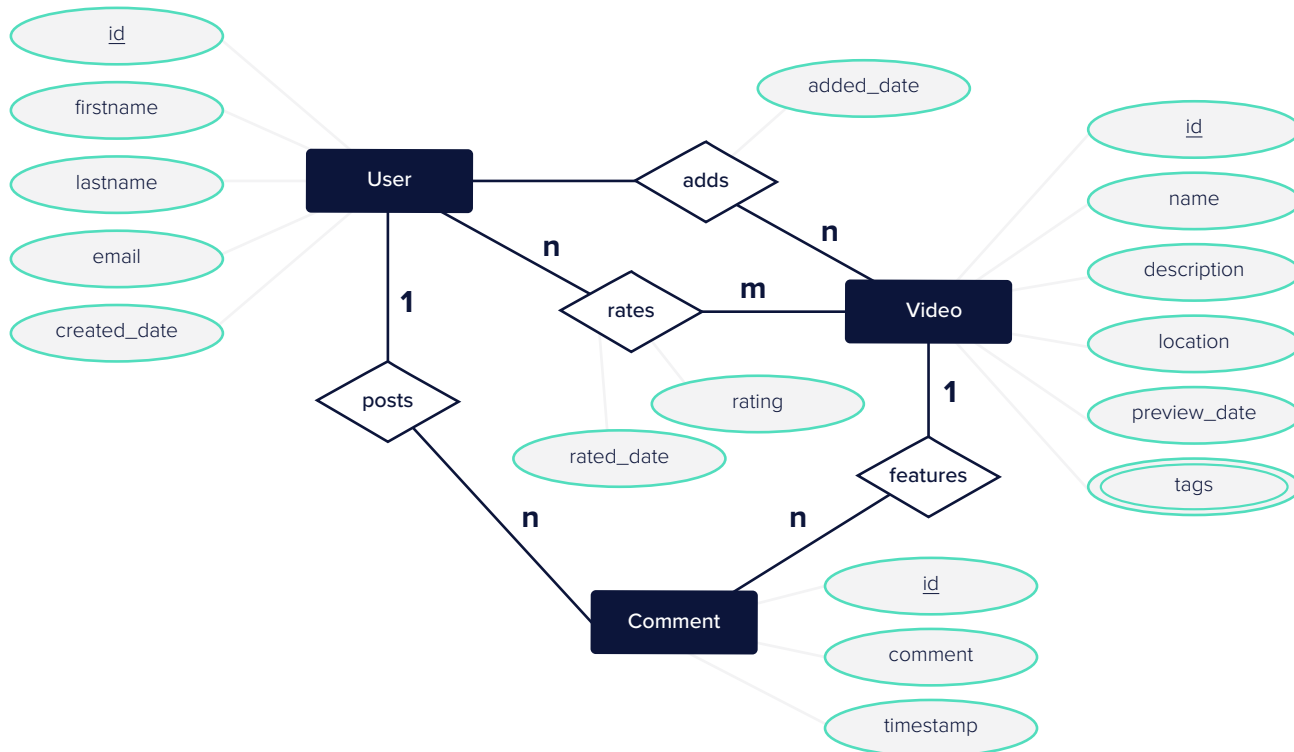 id
firstname
lastname
email
created_date
User
adds
added_date
n
n
rates
m
rating
rated_date
1
posts
n
Video
id
name
description
location
preview_date
tags
1
features
n
Comment
id
comment
timestamp